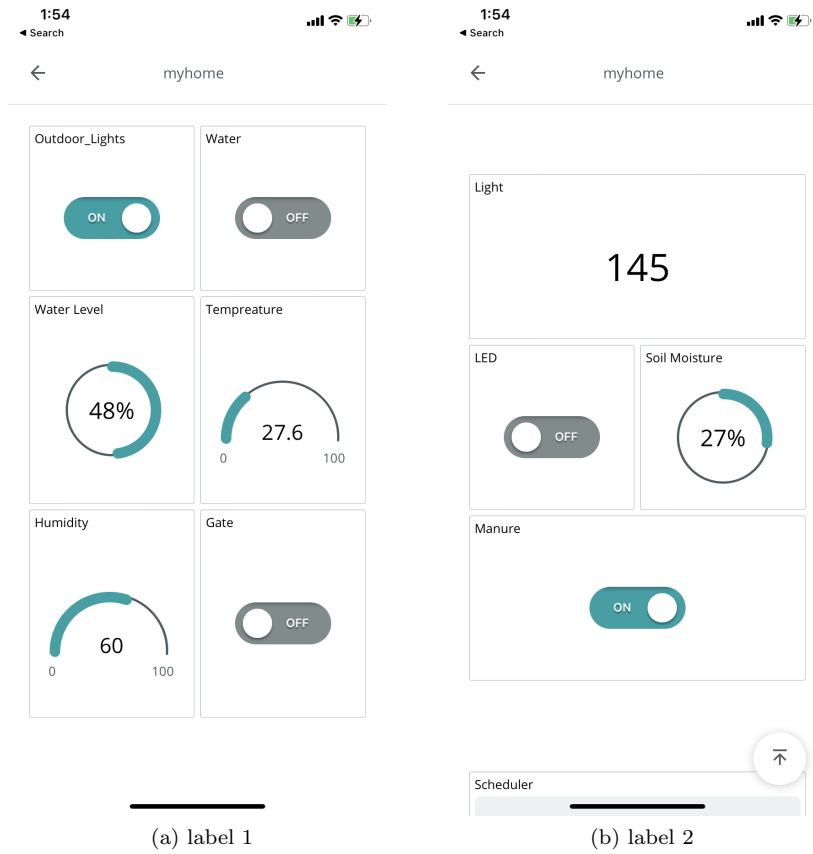 1:54
◄ Search
myhome
Outdoor_Lights
Water
ON
OFF
Water Level
Tempreature
48%
27.6
0 100
Humidity
Gate
60
OFF
0 100
(a) label 1
1:54
◄ Search
myhome
Light
145
LED
Soil Moisture
OFF
27%
Manure
ON
Scheduler
(b) label 2